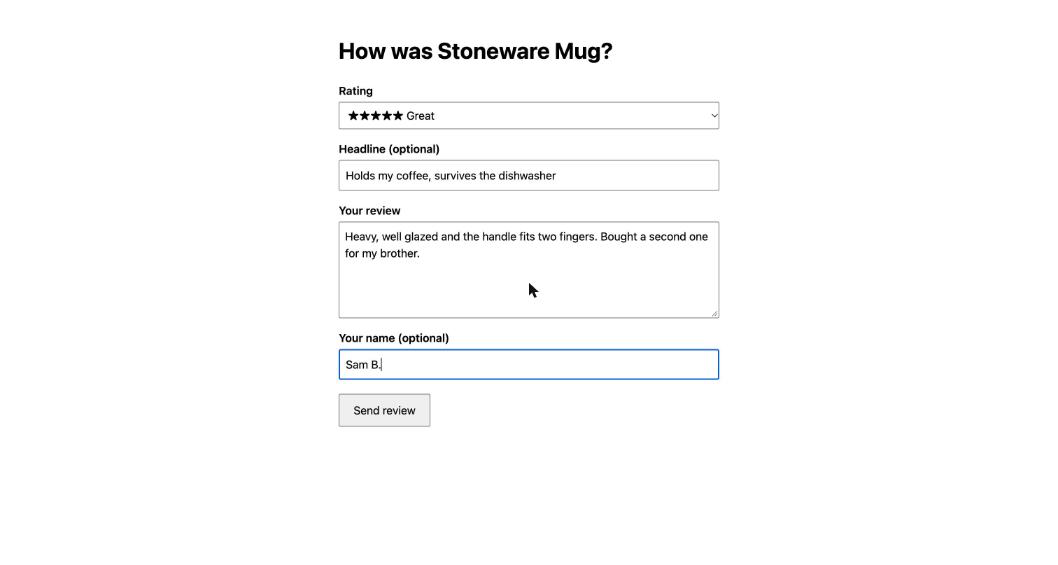 How was Stoneware Mug?
Rating
★★★★★ Great
Headline (optional)
Holds my coffee, survives the dishwasher
Your review
Heavy, well glazed and the handle fits two fingers. Bought a second one
for my brother.
Your name (optional)
Sam B.
Send review